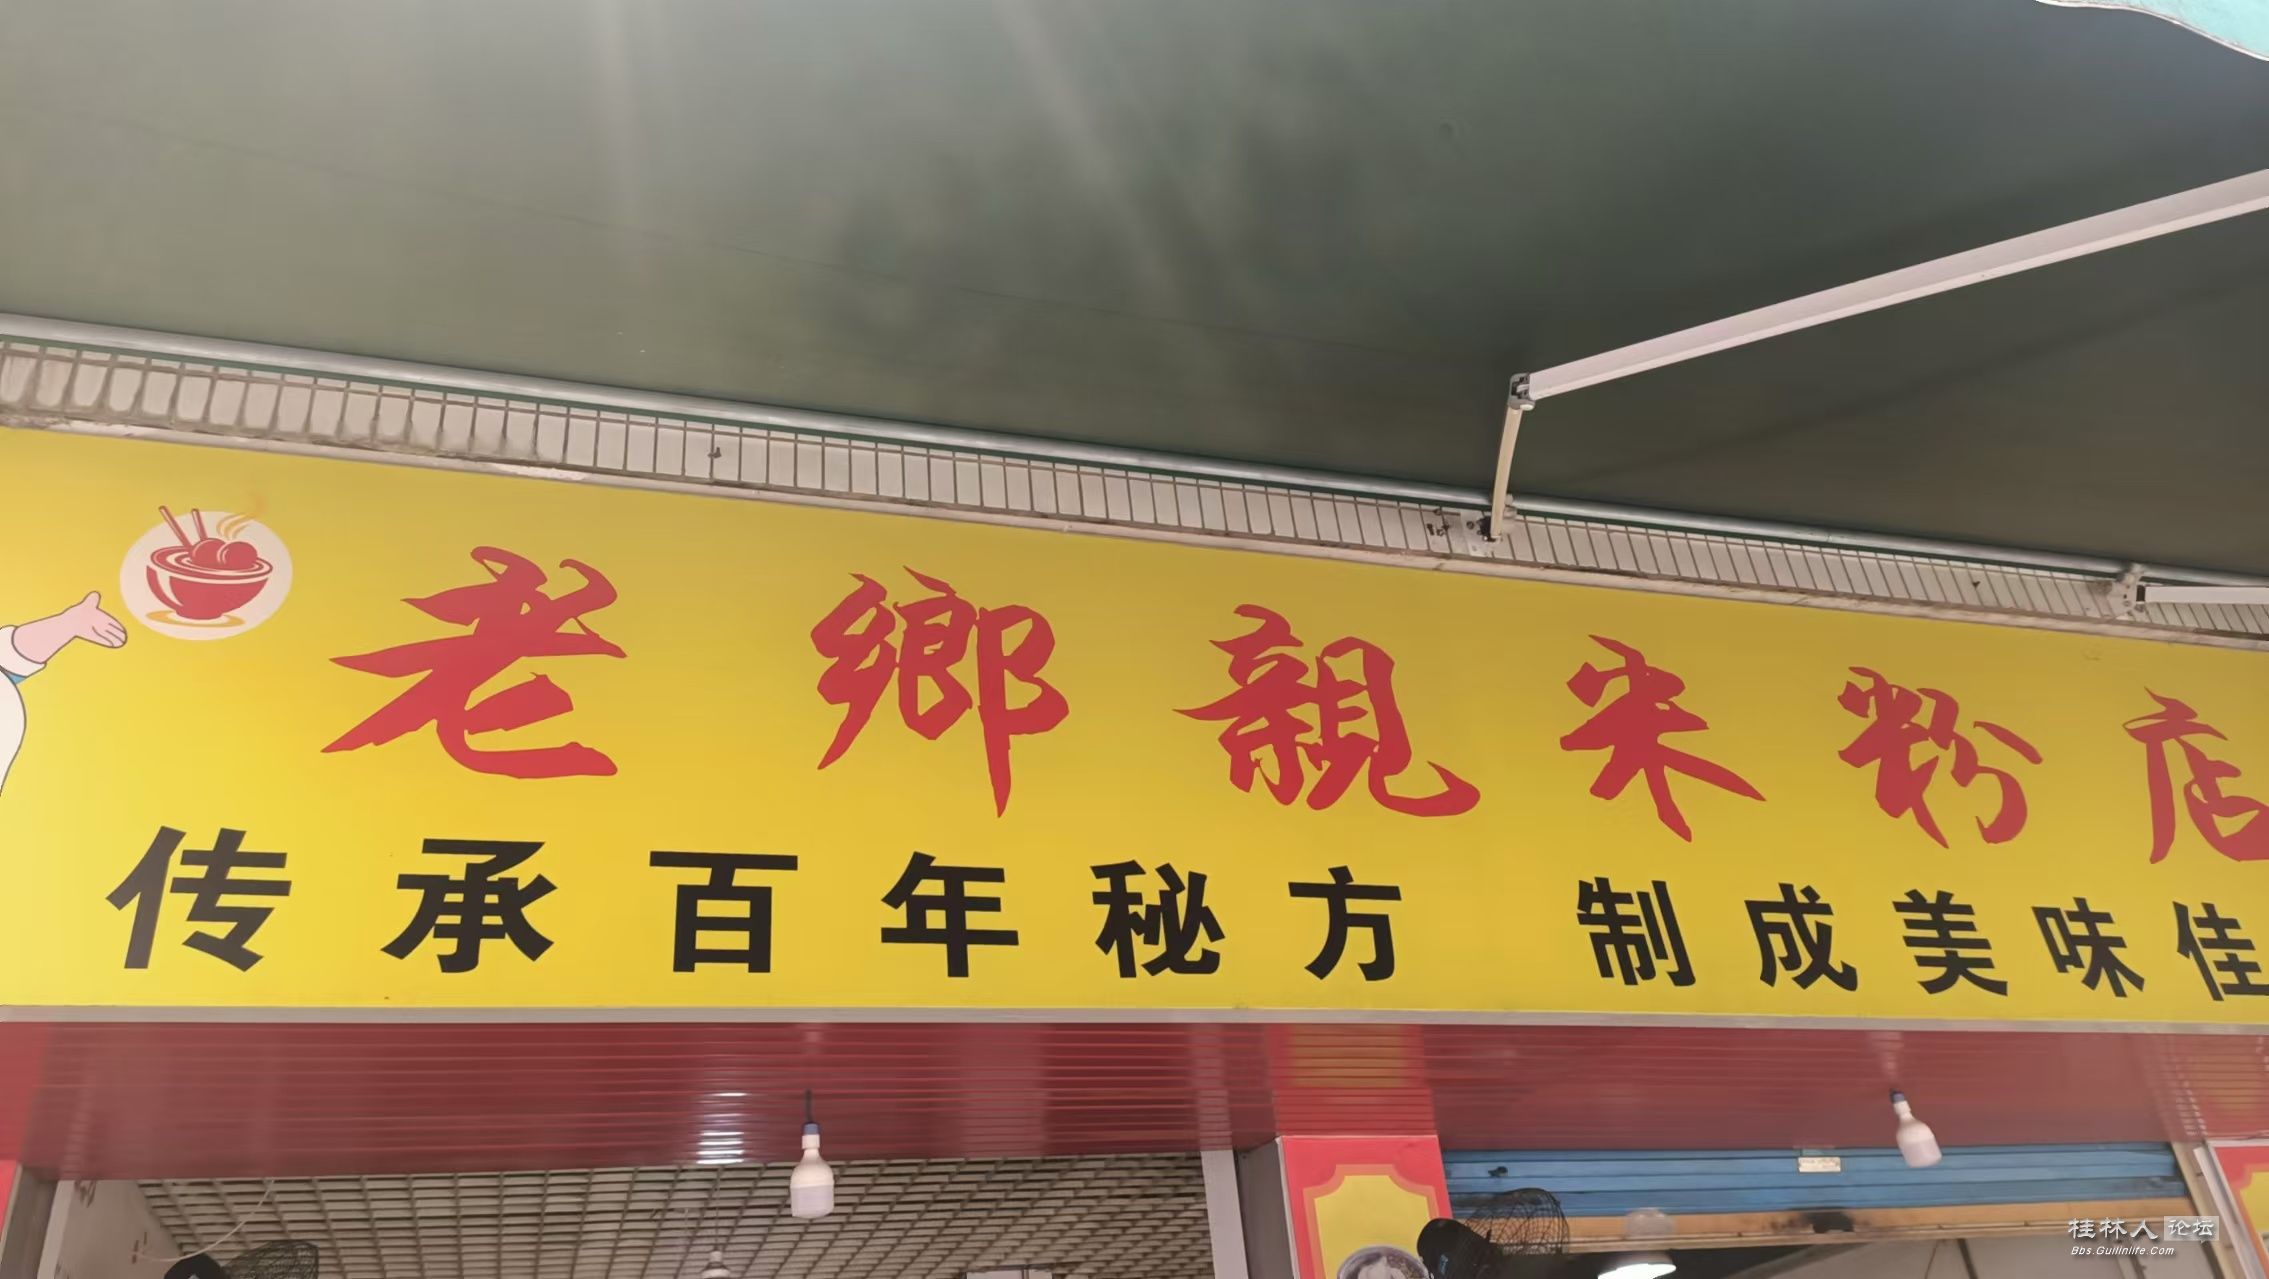 老鄉親米粉店
传承百年秘方 制成美味佳
桂林人论坛
Bbs.Guilinlife.Com